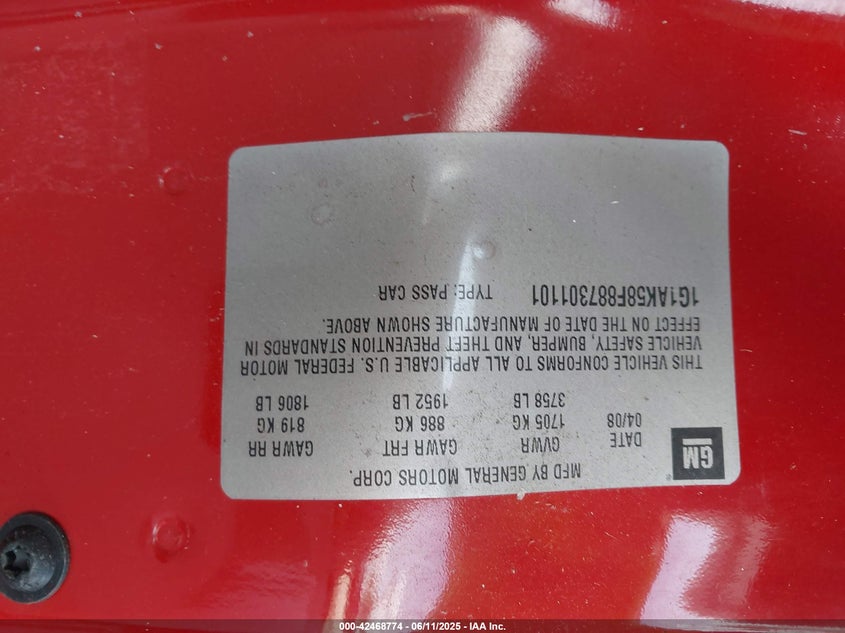 MFD BY GENERAL MOTORS CORP.
GM
®
DATE GVWR GAWR FRT GAWR RR
04/08 1705 KG 886 KG 819 KG
3758 LB 1952 LB 1806 LB
THIS VEHICLE CONFORMS TO ALL APPLICABLE U.S. FEDERAL MOTOR
VEHICLE SAFETY, BUMPER, AND THEFT PREVENTION STANDARDS IN
EFFECT ON THE DATE OF MANUFACTURE SHOWN ABOVE.
1G1AK58F887301101 TYPE: PASS CAR
000-42468774 - 06/11/2025 - IAA Inc.